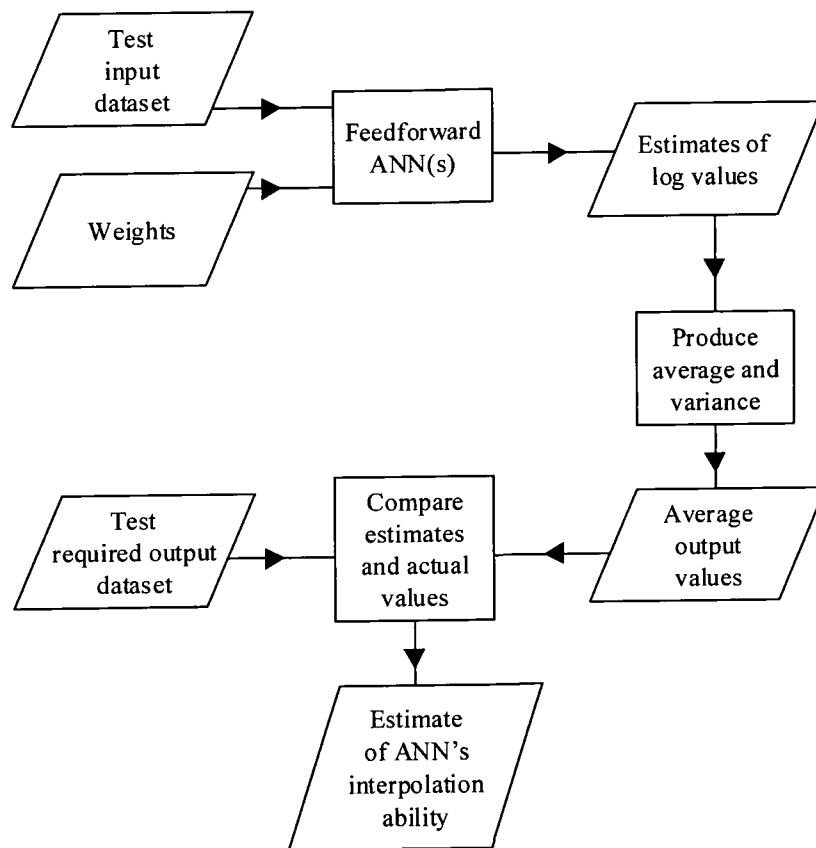 Test
input
dataset
Feedforward
ANN(s)
Estimates of
log values
Weights
Produce
average and
variance
Test
required output
dataset
Compare
estimates
and actual
values
Average
output
values
Estimate
of ANN's
interpolation
ability